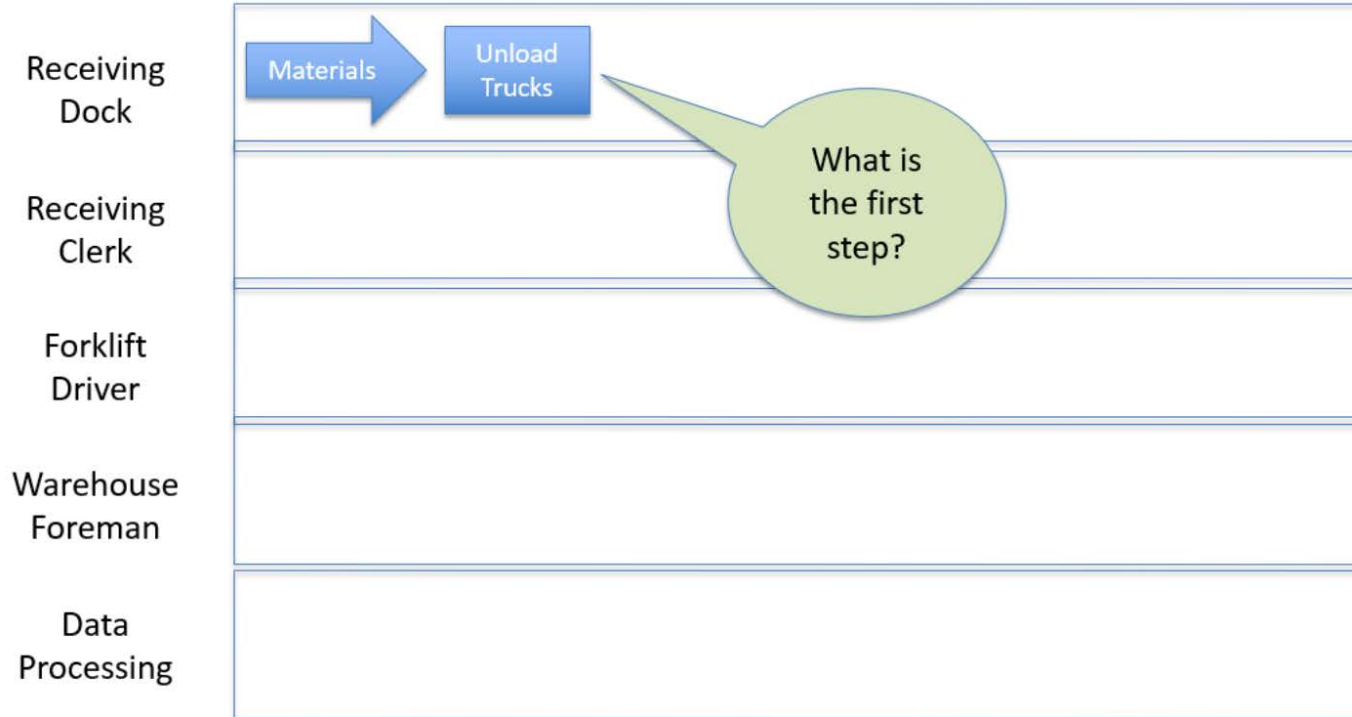 Receiving
Dock
Materials
Unload
Trucks
What is
the first
step?
Receiving
Clerk
Forklift
Driver
Warehouse
Foreman
Data
Processing